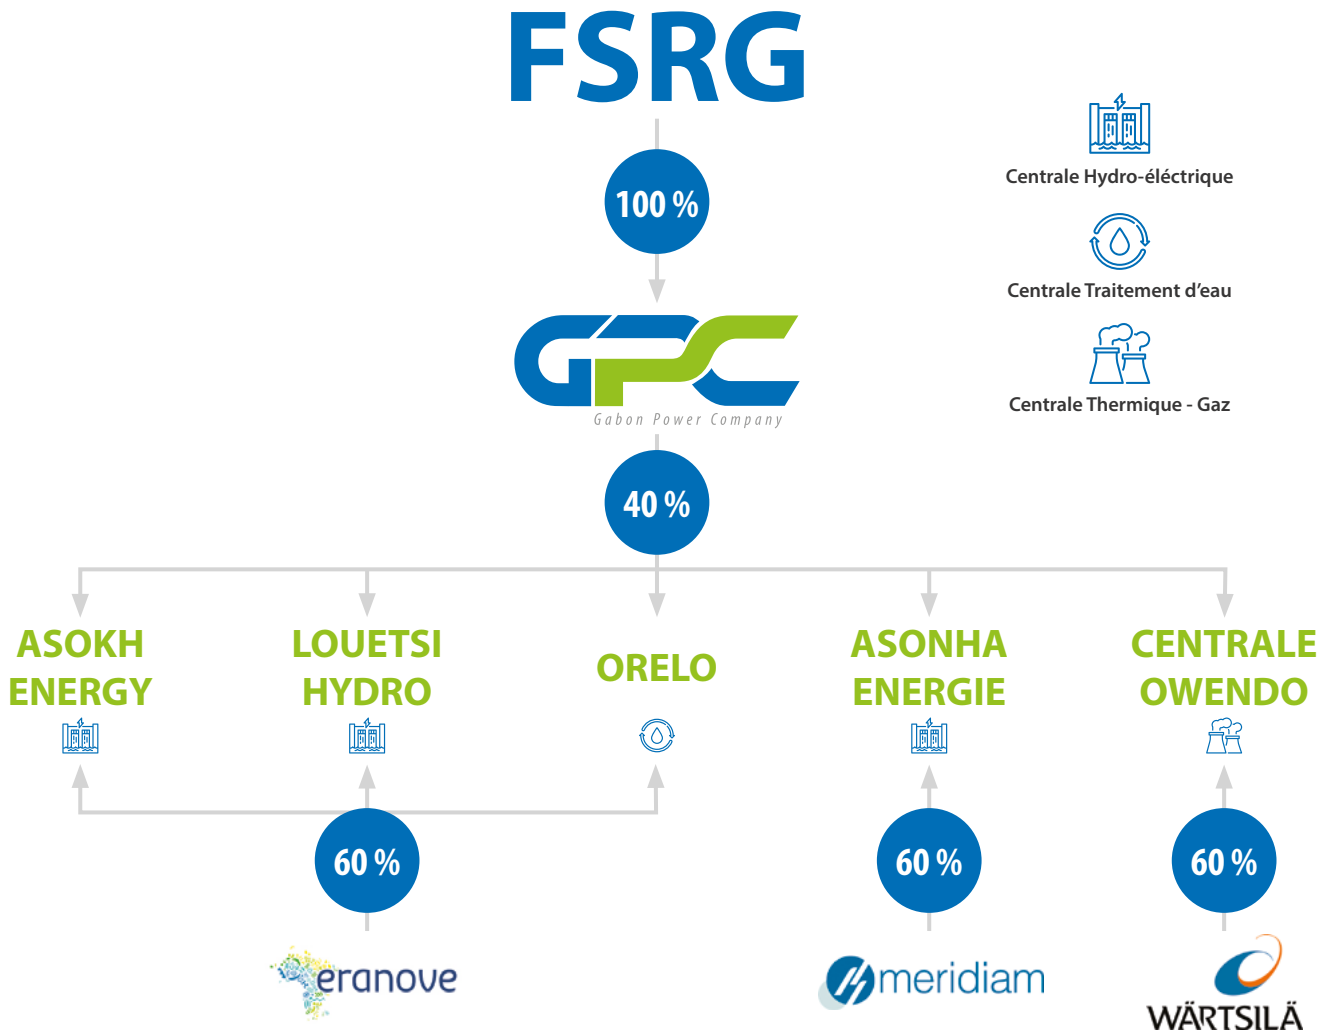 FSRG
100 %
Centrale Hydro-éléctrique
Centrale Traitement d’eau
Centrale Thermique - Gaz
GPC
Gabon Power Company
40 %
ASOKH
ENERGY
LOUETSI
HYDRO
ORELO
ASONHA
ENERGIE
CENTRALE
OWENDO
60 %
60 %
60 %
eranove
meridiam
WÄRTSILÄ